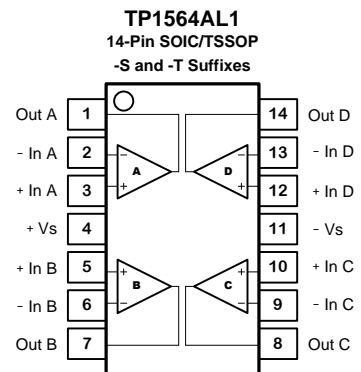 TP1564AL1
14-Pin SOIC/TSSOP
-S and -T Suffixes
Out A 1 14 Out D
- In A 2 - + A D - + 13 - In D
+ In A 3 12 + In D
+ Vs 4 11 - Vs
+ In B 5 + - B C + - 10 + In C
- In B 6 9 - In C
Out B 7 8 Out C